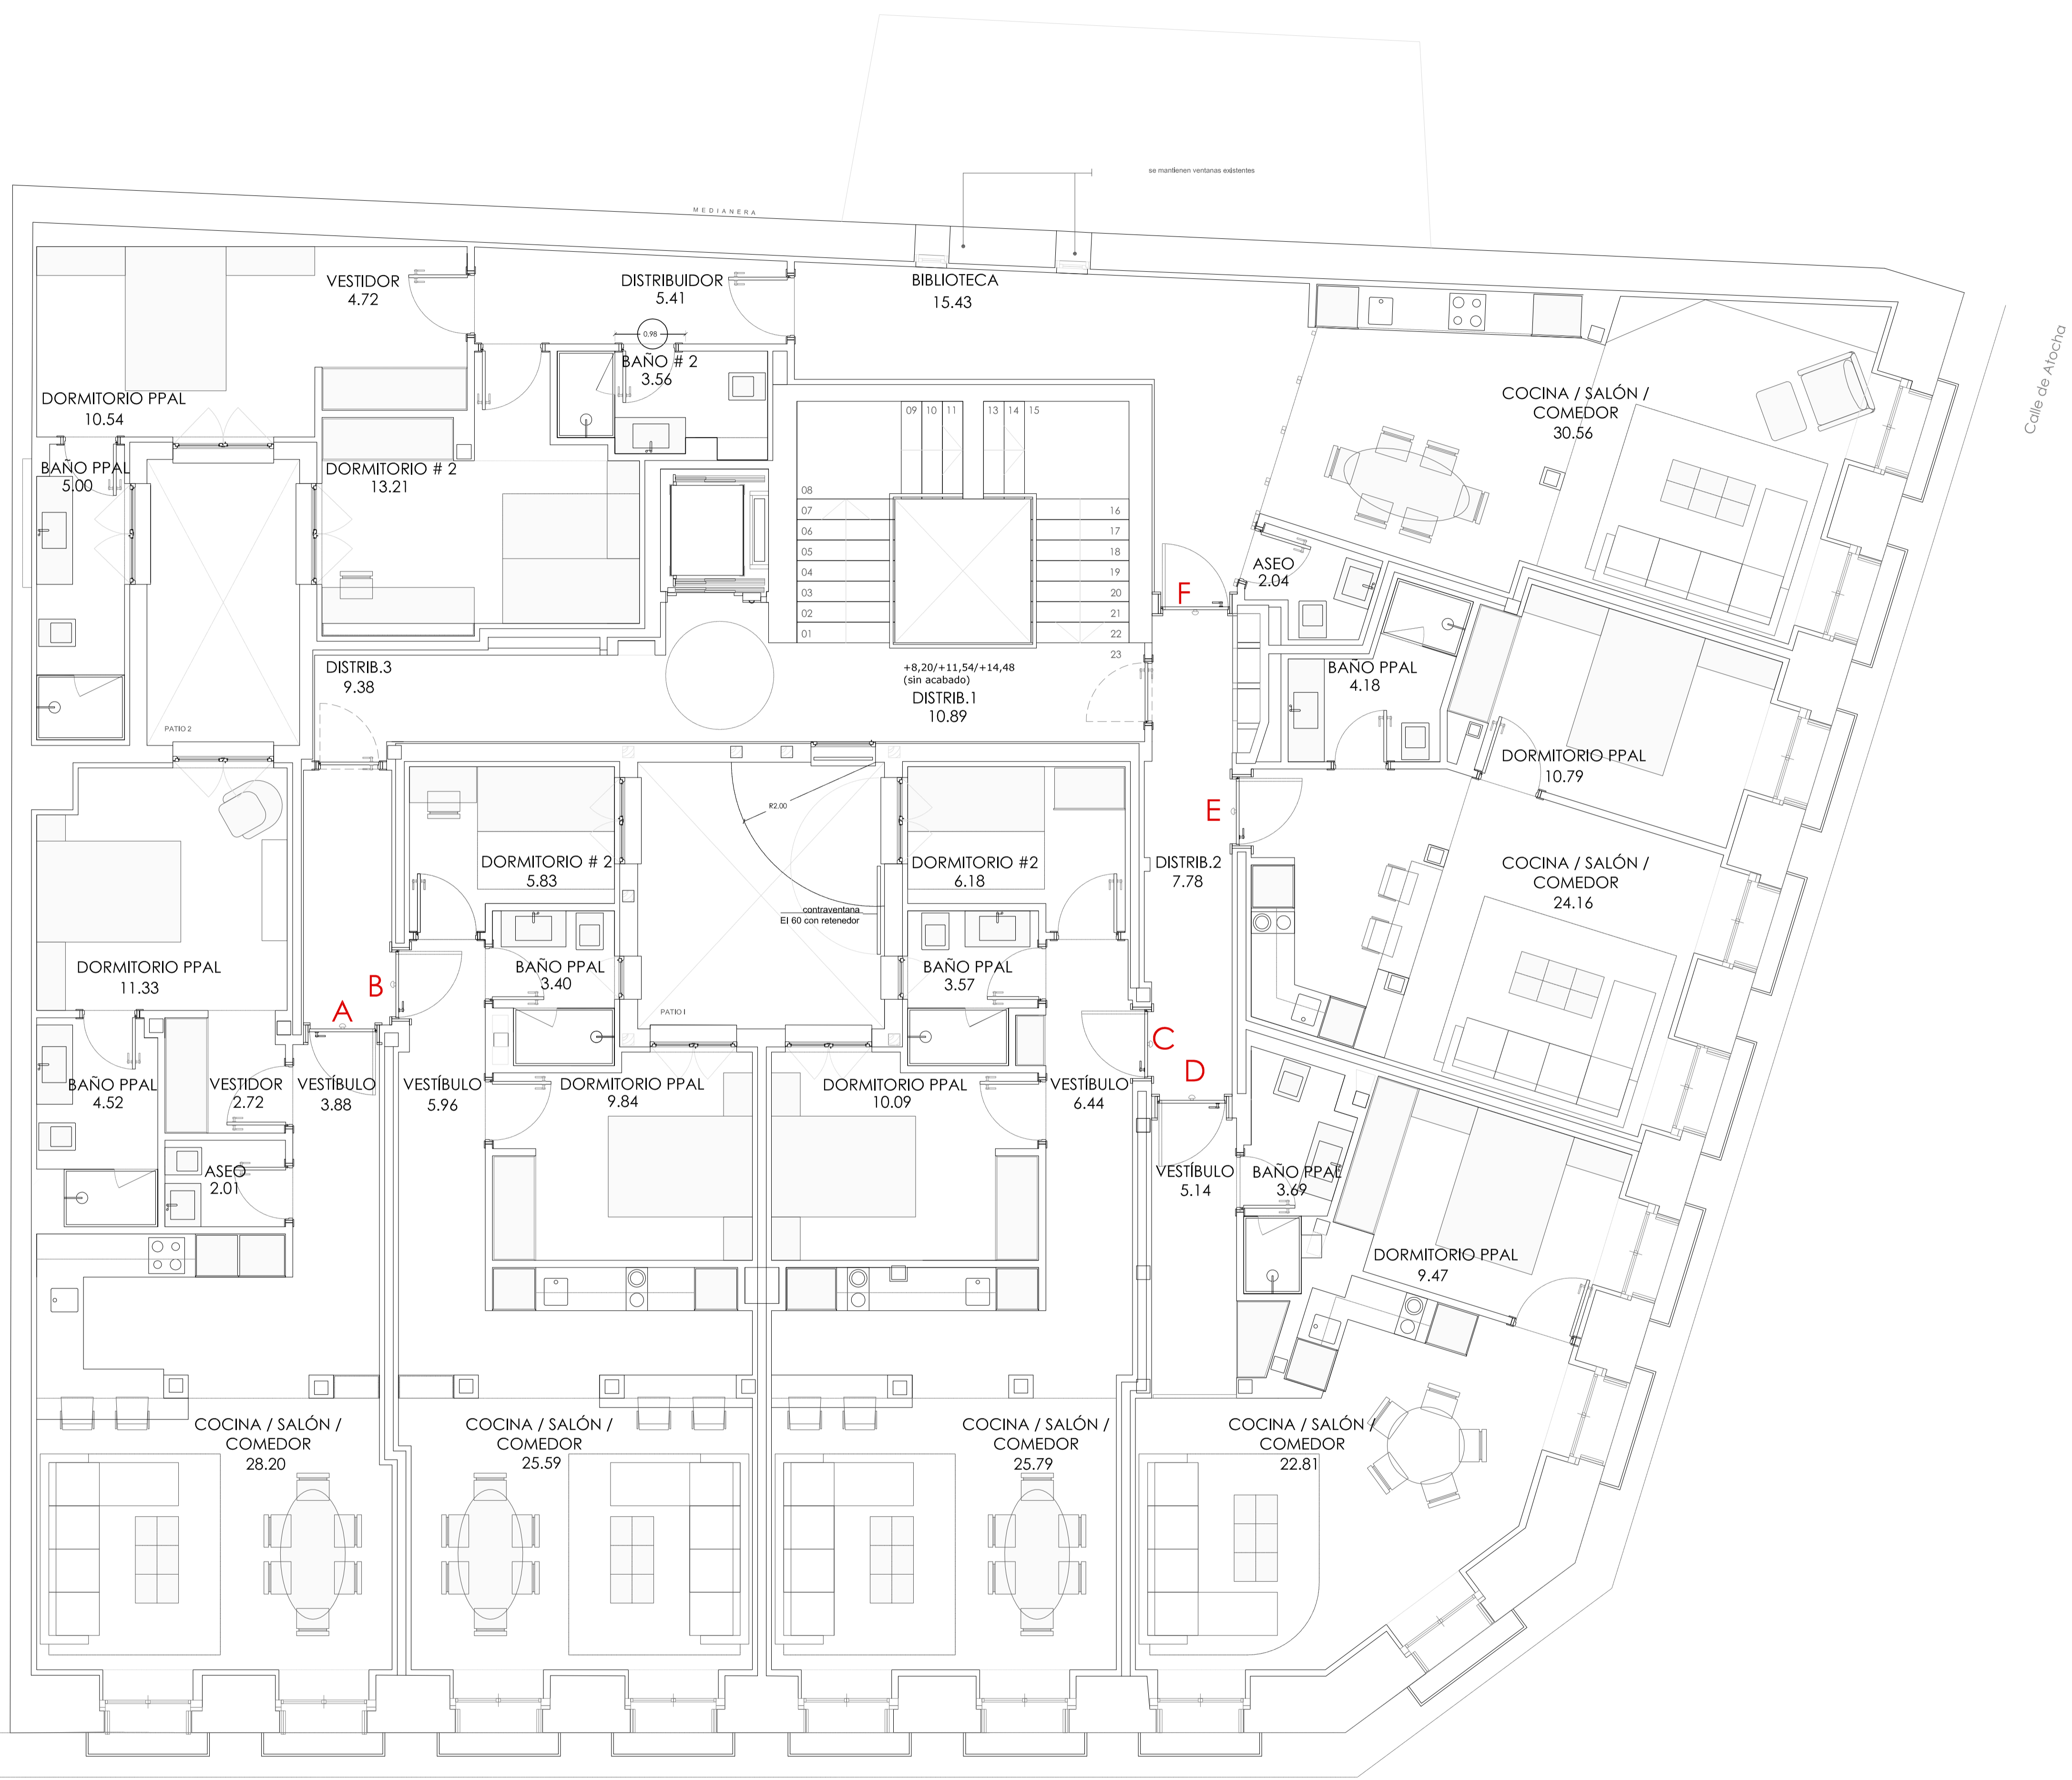 se mantienen ventanas existentes
MEDIANERA
Calle de Atocha
VESTIDOR
4.72
DISTRIBUIDOR
5.41
BIBLIOTECA
15.43
0.98
BAÑO # 2
3.56
DORMITORIO PPAL
10.54
COCINA / SALÓN /
COMEDOR
30.56
09 10 11 13 14 15
BAÑO PPAL
5.00
DORMITORIO # 2
13.21
08
07
06
05
04
03
02
01
16
17
18
19
20
21
22
23
ASEO
2.04
F
DISTRIB.3
9.38
+8,20/+11,54/+14,48
(sin acabado)
DISTRIB.1
10.89
BAÑO PPAL
4.18
PATIO 2
DORMITORIO PPAL
10.79
R2.00
E
DORMITORIO # 2
5.83
DORMITORIO #2
6.18
DISTRIB.2
7.78
COCINA / SALÓN /
COMEDOR
24.16
contraventana
EI 60 con retenedor
DORMITORIO PPAL
11.33
B
A
BAÑO PPAL
3.40
BAÑO PPAL
3.57
PATIO I
C
D
BAÑO PPAL
4.52
VESTIDOR
2.72
VESTÍBULO
3.88
VESTÍBULO
5.96
DORMITORIO PPAL
9.84
DORMITORIO PPAL
10.09
VESTÍBULO
6.44
ASEO
2.01
VESTÍBULO
5.14
BAÑO PPAL
3.69
DORMITORIO PPAL
9.47
COCINA / SALÓN /
COMEDOR
28.20
COCINA / SALÓN /
COMEDOR
25.59
COCINA / SALÓN /
COMEDOR
25.79
COCINA / SALÓN /
COMEDOR
22.81